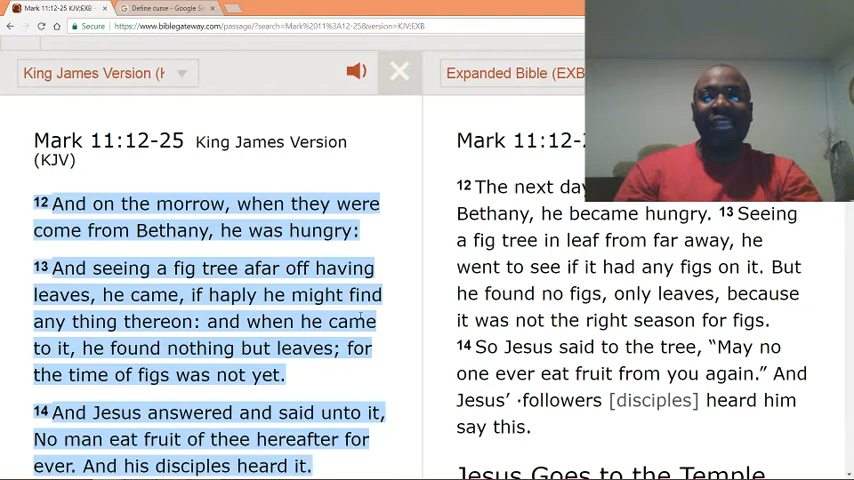 Mark 11:12-25 KJV;EXB -
Define curse - Google S
Secure
https://www.biblegateway.com/passage/?search=Mark%2011%3A12-25&version=KJV;EXB
King James Version (K
Expanded Bible (EXB
Mark 11:12-25 King James Version
(KJV)
12 And on the morrow, when they were
come from Bethany, he was hungry:
13 And seeing a fig tree afar off having
leaves, he came, if haply he might find
any thing thereon: and when he came
to it, he found nothing but leaves; for
the time of figs was not yet.
14 And Jesus answered and said unto it,
No man eat fruit of thee hereafter for
ever. And his disciples heard it.
Mark 11:12-
12 The next day
Bethany, he became hungry. 13 Seeing
a fig tree in leaf from far away, he
went to see if it had any figs on it. But
he found no figs, only leaves, because
it was not the right season for figs.
14 So Jesus said to the tree, “May no
one ever eat fruit from you again.” And
Jesus’ ·followers [disciples] heard him
say this.
Jesus Goes to the Temple